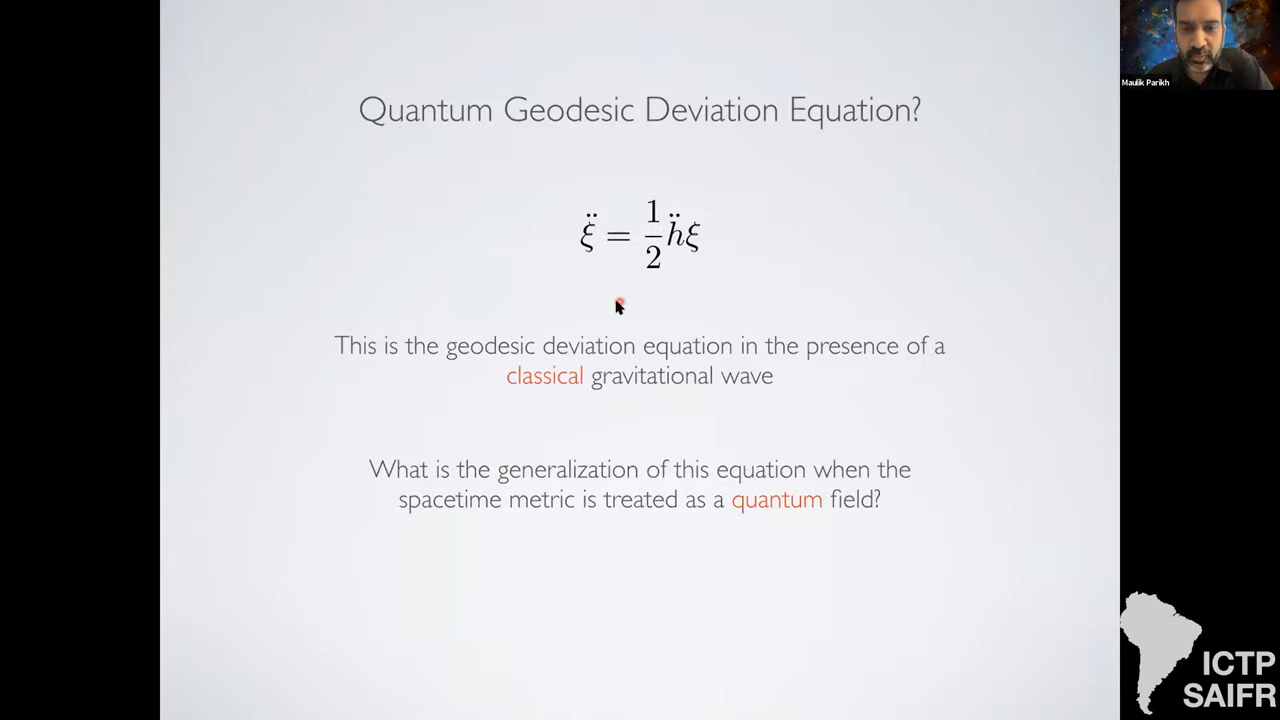 Maulik Parikh
Quantum Geodesic Deviation Equation?
ξ̈ = 1/2 ḧξ
This is the geodesic deviation equation in the presence of a
classical gravitational wave
What is the generalization of this equation when the
spacetime metric is treated as a quantum field?
ICTP
SAIFR